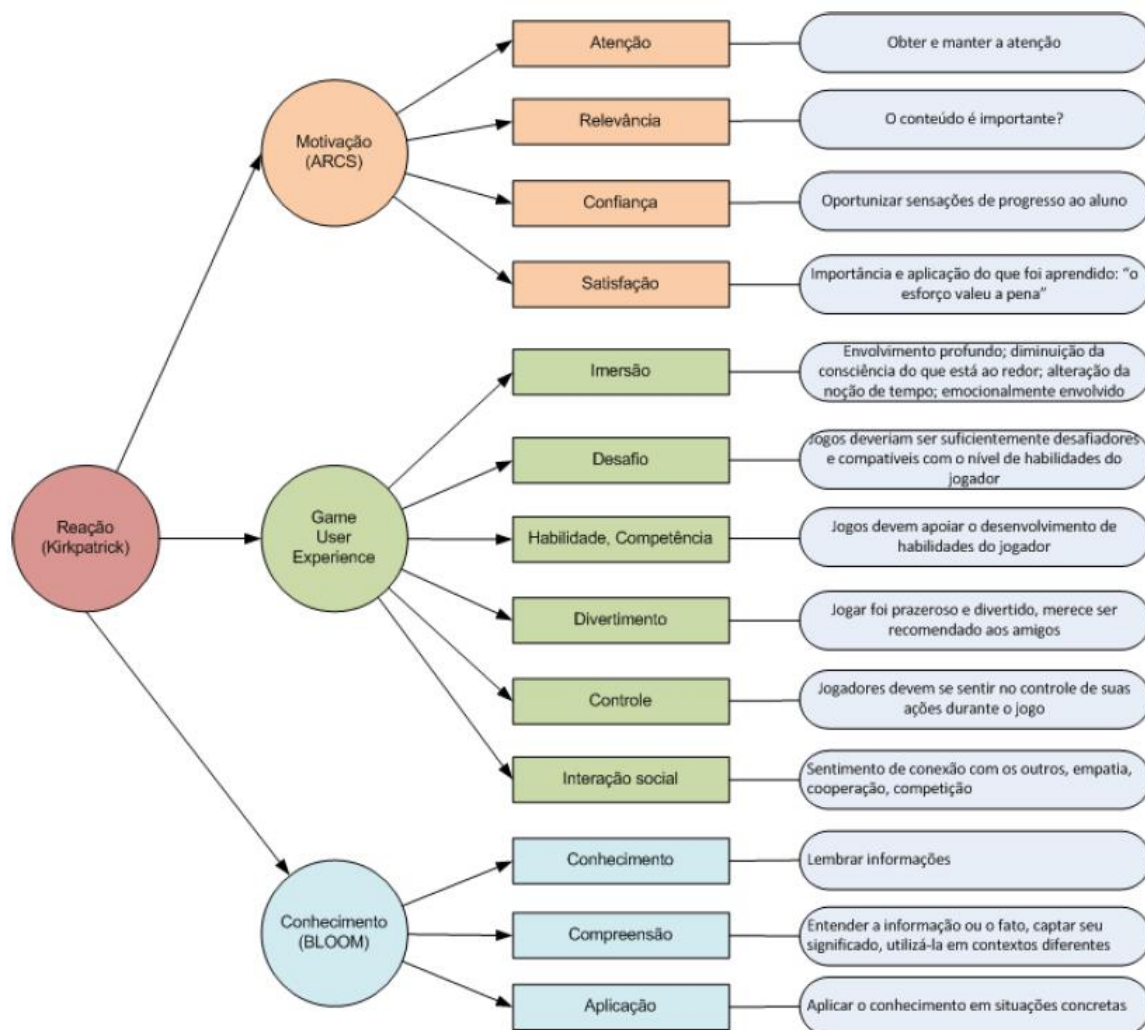 Atenção
Obter e manter a atenção
Motivação
(ARCS)
Relevância
O conteúdo é importante?
Confiança
Oportunizar sensações de progresso ao aluno
Satisfação
Importância e aplicação do que foi aprendido: “o
esforço valeu a pena”
Imersão
Envolvimento profundo; diminuição da
consciência do que está ao redor; alteração da
noção de tempo; emocionalmente envolvido
Desafio
Jogos deveriam ser suficientemente desafiadores
e compatíveis com o nível de habilidades do
jogador
Reação
(Kirkpatrick)
Game
User
Experience
Habilidade, Competência
Jogos devem apoiar o desenvolvimento de
habilidades do jogador
Divertimento
Jogar foi prazeroso e divertido, merece ser
recomendado aos amigos
Controle
Jogadores devem se sentir no controle de suas
ações durante o jogo
Interação social
Sentimento de conexão com os outros, empatia,
cooperação, competição
Conhecimento
(BLOOM)
Conhecimento
Lembrar informações
Compreensão
Entender a informação ou o fato, captar seu
significado, utilizá-la em contextos diferentes
Aplicação
Aplicar o conhecimento em situações concretas